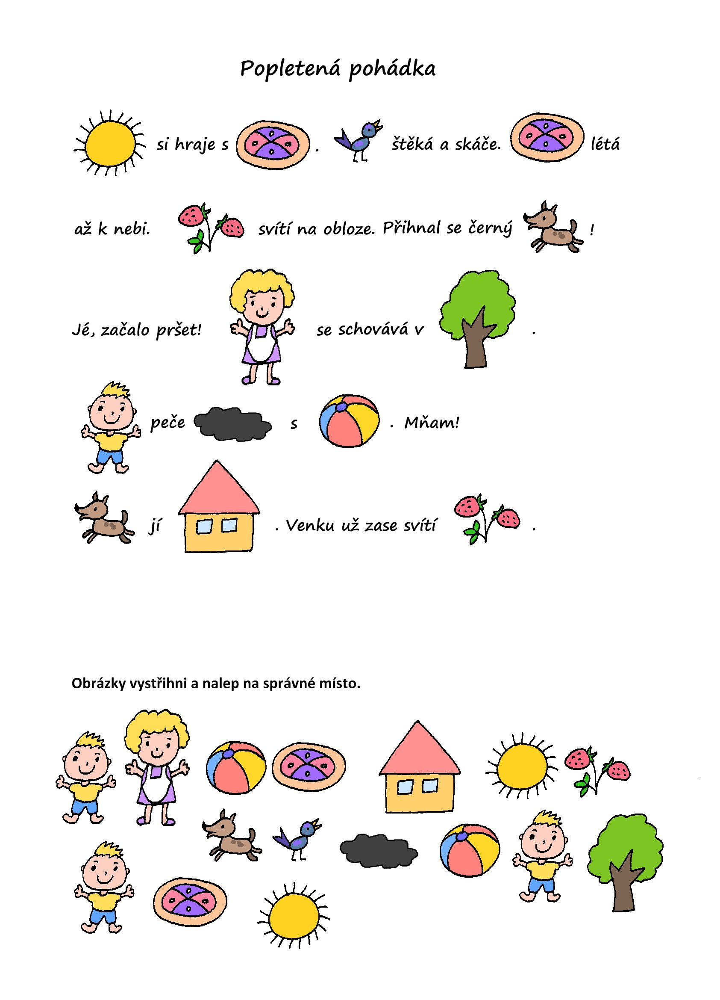 Popletená pohádka
si hraje s . štěká a skáče. létá
až k nebi. svítí na obloze. Přihnal se černý !
Jé, začalo pršet! se schovává v .
peče s . Mňam!
jí . Venku už zase svítí .
Obrázky vystřihni a nalep na správné místo.